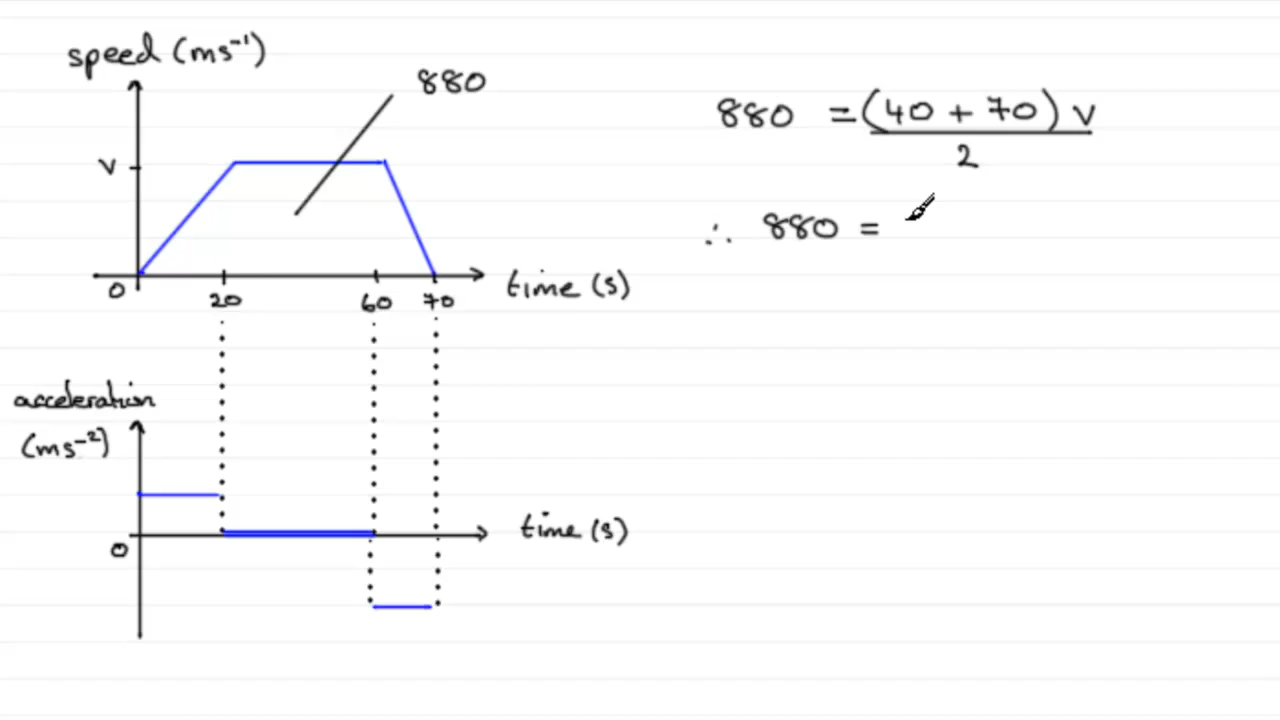 speed (ms⁻¹)
880
V
0
20
60
70
time (s)
acceleration
(ms⁻²)
0
time (s)
880 = (40 + 70) v
2
∴ 880 =